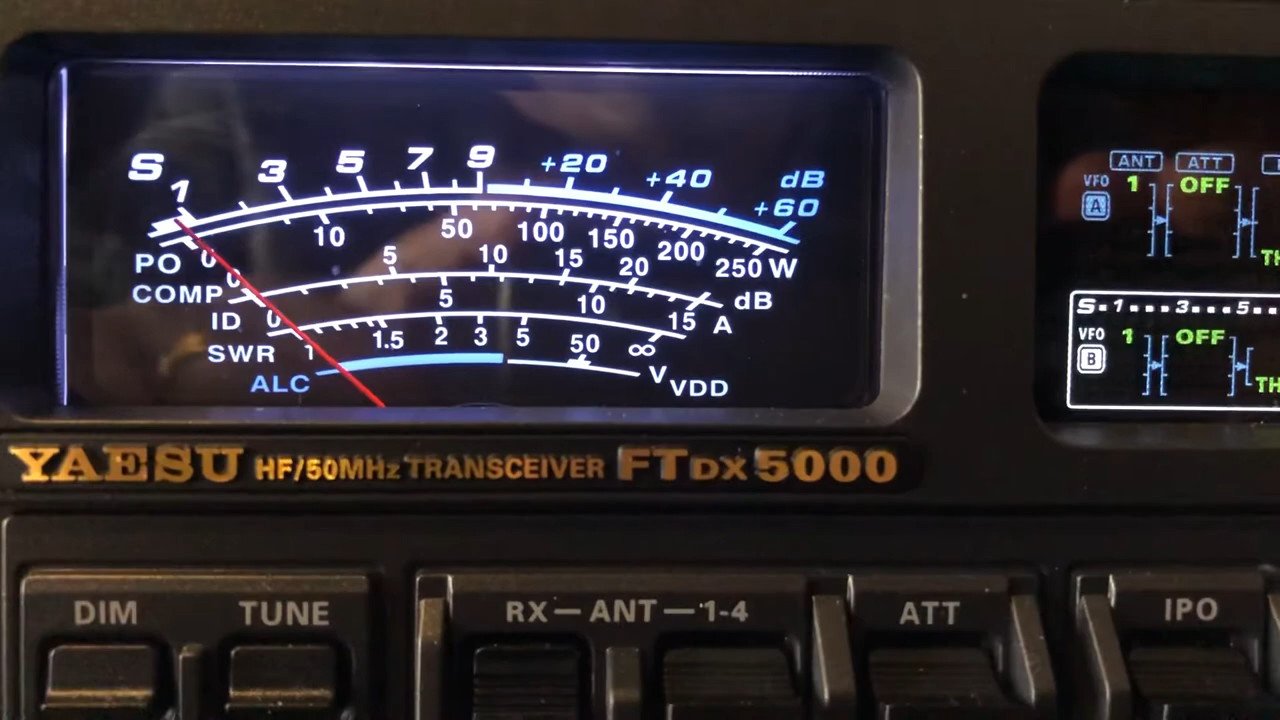 S 1 3 5 7 9 +20 +40 +60 dB
PO 0 10 50 100 150 200 250 W
COMP 0 5 10 15 20 dB
ID 0 5 10 15 A
SWR 1 1.5 2 3 5 50 ∞
ALC V VDD
ANT ATT
VFO A 1 OFF
TH
S 1 3 5
VFO B 1 OFF
TH
YAESU HF/50MHz TRANSCEIVER FTDX5000
DIM TUNE RX—ANT—1-4 ATT IPO